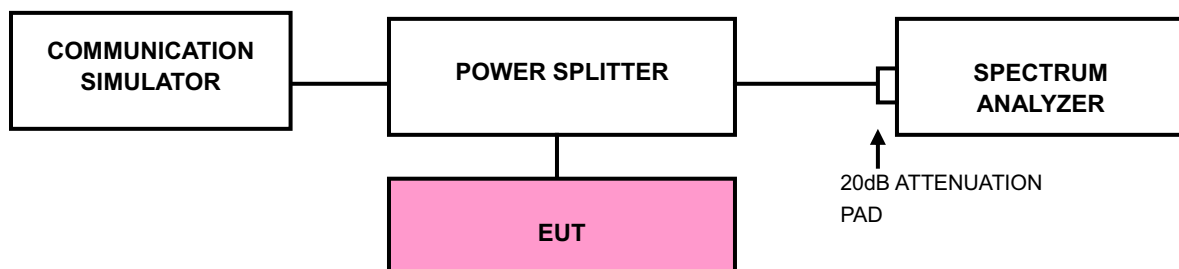 COMMUNICATION
SIMULATOR
POWER SPLITTER
SPECTRUM
ANALYZER
20dB ATTENUATION
PAD
EUT